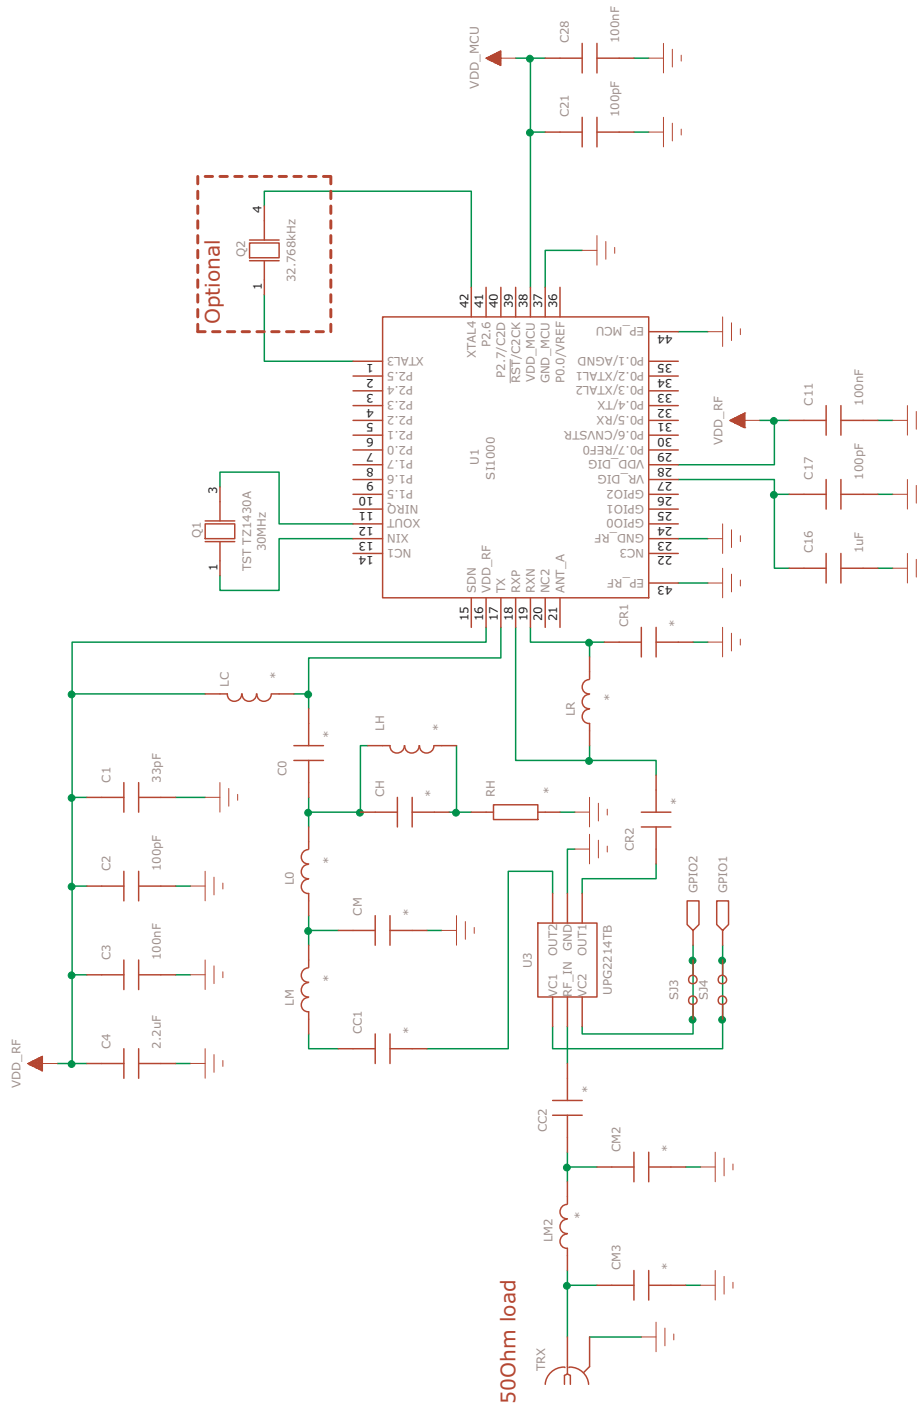 VDD_MCU
C28
100nF
C21
100pF
Optional
Q2
32.768kHz
1
4
Q1
TST TZ1430A
30MHz
1
3
U1
SI1000
XTAL3
1
P2.5
2
P2.4
3
P2.3
4
P2.2
5
P2.1
6
P2.0
7
P1.7
8
P1.6
9
P1.5
10
NIRQ
11
XOUT
12
XIN
13
NC1
14
SDN
15
VDD_RF
16
TX
17
RXP
18
RXN
19
NC2
20
ANT_A
21
NC3
22
GND_RF
23
GPIO0
24
GPIO1
25
GPIO2
26
VR_DIG
27
VDD_DIG
28
P0.7/REF0
29
P0.6/CNVSTR
30
P0.5/RX
31
P0.4/TX
32
P0.3/XTAL2
33
P0.2/XTAL1
34
P0.1/AGND
35
P0.0/VREF
36
GND_MCU
37
VDD_MCU
38
RST/C2CK
39
P2.7/C2D
40
P2.6
41
XTAL4
42
EP_RF
43
EP_MCU
44
VDD_RF
C11
100nF
C17
100pF
C16
1uF
CR1
*
LR
*
CR2
*
LC
*
C0
*
LH
*
CH
*
RH
*
L0
*
CM
*
LM
*
CC1
*
C1
33pF
C2
100pF
C3
100nF
C4
2.2uF
VDD_RF
U3
UPG2214TB
VC1
OUT2
RF_IN
GND
VC2
OUT1
GPIO2
GPIO1
SJ3
SJ4
CC2
*
CM2
*
LM2
*
CM3
*
50Ohm load
TRX